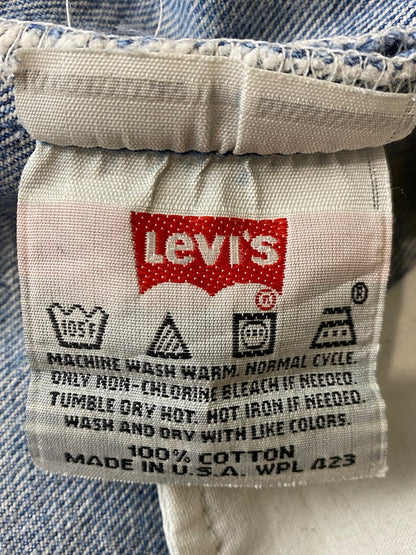 LEVI'S
®
®
105°F
MACHINE WASH WARM. NORMAL CYCLE.
ONLY NON-CHLORINE BLEACH IF NEEDED.
TUMBLE DRY HOT. HOT IRON IF NEEDED.
WASH AND DRY WITH LIKE COLORS.
100% COTTON
MADE IN U.S.A. WPL 423